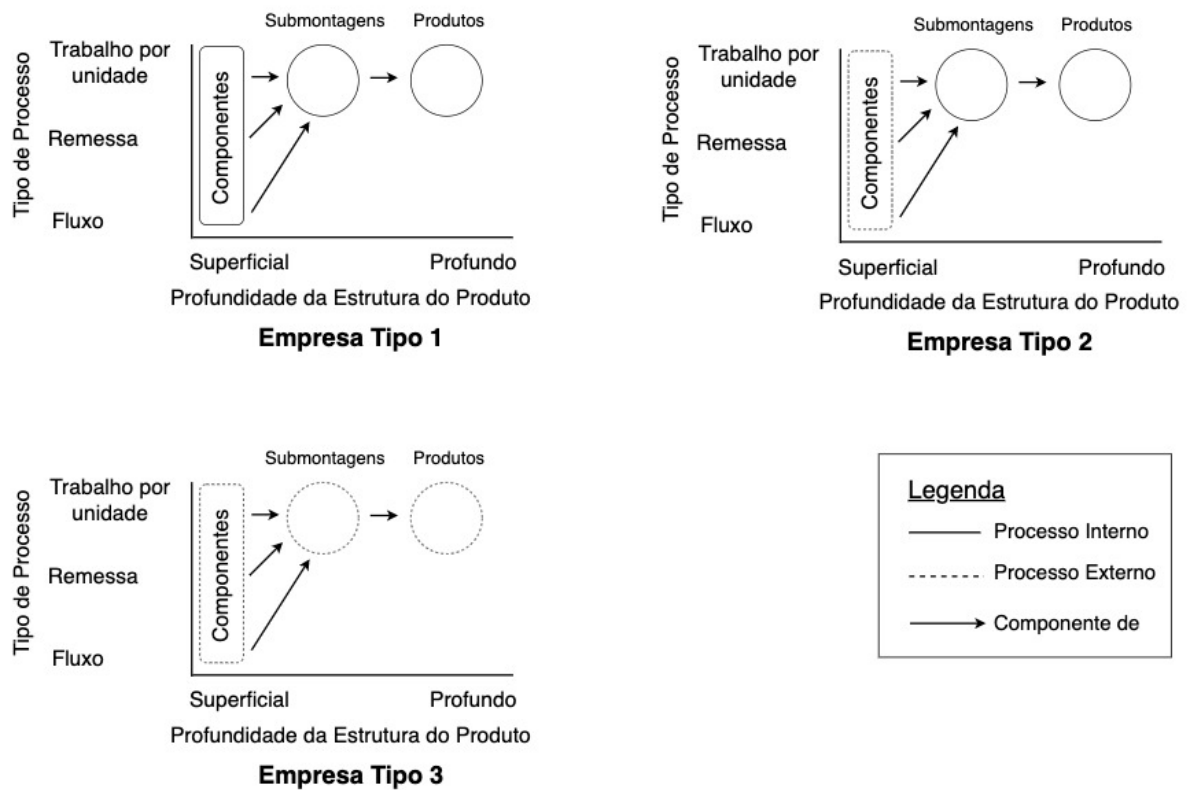 Submontagens
Produtos
Trabalho por
unidade
Remessa
Fluxo
Tipo de Processo
Componentes
Superficial
Profundo
Profundidade da Estrutura do Produto
Empresa Tipo 1
Submontagens
Produtos
Trabalho por
unidade
Remessa
Fluxo
Tipo de Processo
Componentes
Superficial
Profundo
Profundidade da Estrutura do Produto
Empresa Tipo 2
Submontagens
Produtos
Trabalho por
unidade
Remessa
Fluxo
Tipo de Processo
Componentes
Superficial
Profundo
Profundidade da Estrutura do Produto
Empresa Tipo 3
Legenda
Processo Interno
Processo Externo
Componente de